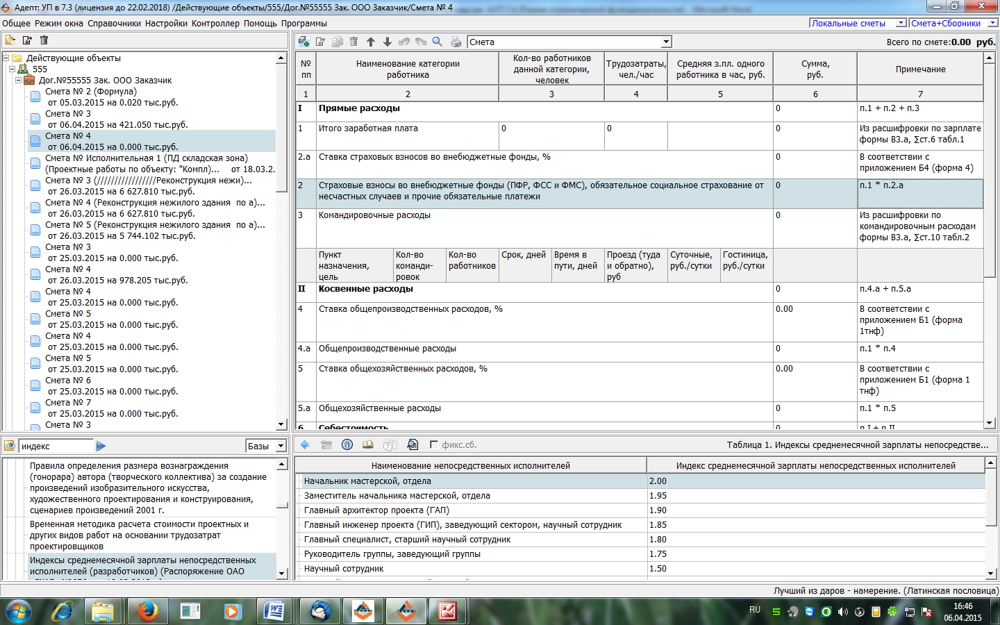 Адепт: УП в 7.3 (лицензия до 22.02.2018) /Действующие объекты/555/Дог.№55555 Зак. ООО Заказчик/Смета № 4
Общее Режим окна Справочники Настройки Контроллер Помощь Программы
Локальные сметы
Смета+Сборники
Смета
Всего по смете:0.00 руб.
Действующие объекты
555
Дог.№55555 Зак. ООО Заказчик
Смета № 2 (Формула)
от 05.03.2015 на 0.020 тыс.руб.
Смета № 3
от 06.04.2015 на 421.050 тыс.руб.
Смета № 4
от 06.04.2015 на 0.000 тыс.руб.
Смета № Исполнительная 1 (ПД складская зона)
(Проектные работы по объекту: "Компл)... от 18.03.2.
Смета № 3 (/////////////////Реконструкция нежи)...
от 26.03.2015 на 6 627.810 тыс.руб.
Смета № 4 (Реконструкция нежилого здания по а)...
от 26.03.2015 на 6 627.810 тыс.руб.
Смета № 5 (Реконструкция нежилого здания по а)...
от 26.03.2015 на 5 744.102 тыс.руб.
Смета № 3
от 25.03.2015 на 0.000 тыс.руб.
Смета № 4
от 26.03.2015 на 978.205 тыс.руб.
Смета № 4
от 25.03.2015 на 0.000 тыс.руб.
Смета № 5
от 25.03.2015 на 0.000 тыс.руб.
Смета № 4
от 25.03.2015 на 0.000 тыс.руб.
Смета № 5
от 25.03.2015 на 0.000 тыс.руб.
Смета № 6
от 25.03.2015 на 0.000 тыс.руб.
Смета № 7
от 25.03.2015 на 0.000 тыс.руб.
Смета № 3
№ пп Наименование категории работника Кол-во работников данной категории, человек Трудозатраты, чел./час Средняя з.пл. одного работника в час, руб. Сумма, руб. Примечание
1 2 3 4 5 6 7
I Прямые расходы 0 п.1 + п.2 + п.3
1 Итого заработная плата 0 0 0 Из расшифровки по зарплате
формы В3.а, ∑ст.6 табл.1
2.а Ставка страховых взносов во внебюджетные фонды, % 0 В соответствии с
приложением Б4 (форма 4)
2 Страховые взносы во внебюджетные фонды (ПФР, ФСС и ФМС), обязательное социальное страхование от 0 п.1 * п.2.а
несчастных случаев и прочие обязательные платежи
3 Командировочные расходы 0 Из расшифровки по
командировочным расходам
формы В3.а, ∑ст.10 табл.2
Пункт назначения, цель Кол-во команди-ровок Кол-во работников Срок, дней Время в пути, дней Проезд (туда и обратно), руб Суточные, руб./сутки Гостиница, руб./сутки
II Косвенные расходы 0 п.4.а + п.5.а
4 Ставка общепроизводственных расходов, % 0.00 В соответствии с
приложением Б1 (форма
1тнф)
4.а Общепроизводственные расходы 0 п.1 * п.4
5 Ставка общехозяйственных расходов, % 0.00 В соответствии с
приложением Б1 (форма 1
тнф)
5.а Общехозяйственные расходы 0 п.1 * п.5
6 Себестоимость 0 п.I + п.II
индекс
Базы
Правила определения размера вознаграждения
(гонорара) автора (творческого коллектива) за создание
произведений изобразительного искусства,
художественного проектирования и конструирования,
сценариев произведений 2001 г.
Временная методика расчета стоимости проектных и
других видов работ на основании трудозатрат
проектировщиков
Индексы среднемесячной зарплаты непосредственных
исполнителей (разработчиков) (Распоряжение ОАО
фикс.сб.
Таблица 1. Индексы среднемесячной зарплаты непосредстве...
Наименование непосредственных исполнителей Индекс среднемесячной зарплаты непосредственных исполнителей
Начальник мастерской, отдела 2.00
Заместитель начальника мастерской, отдела 1.95
Главный архитектор проекта (ГАП) 1.90
Главный инженер проекта (ГИП), заведующий сектором, научный сотрудник 1.85
Главный специалист, старший научный сотрудник 1.80
Руководитель группы, заведующий группы 1.75
Научный сотрудник 1.50
Лучший из даров - намерение. (Латинская пословица)
RU
16:46
06.04.2015